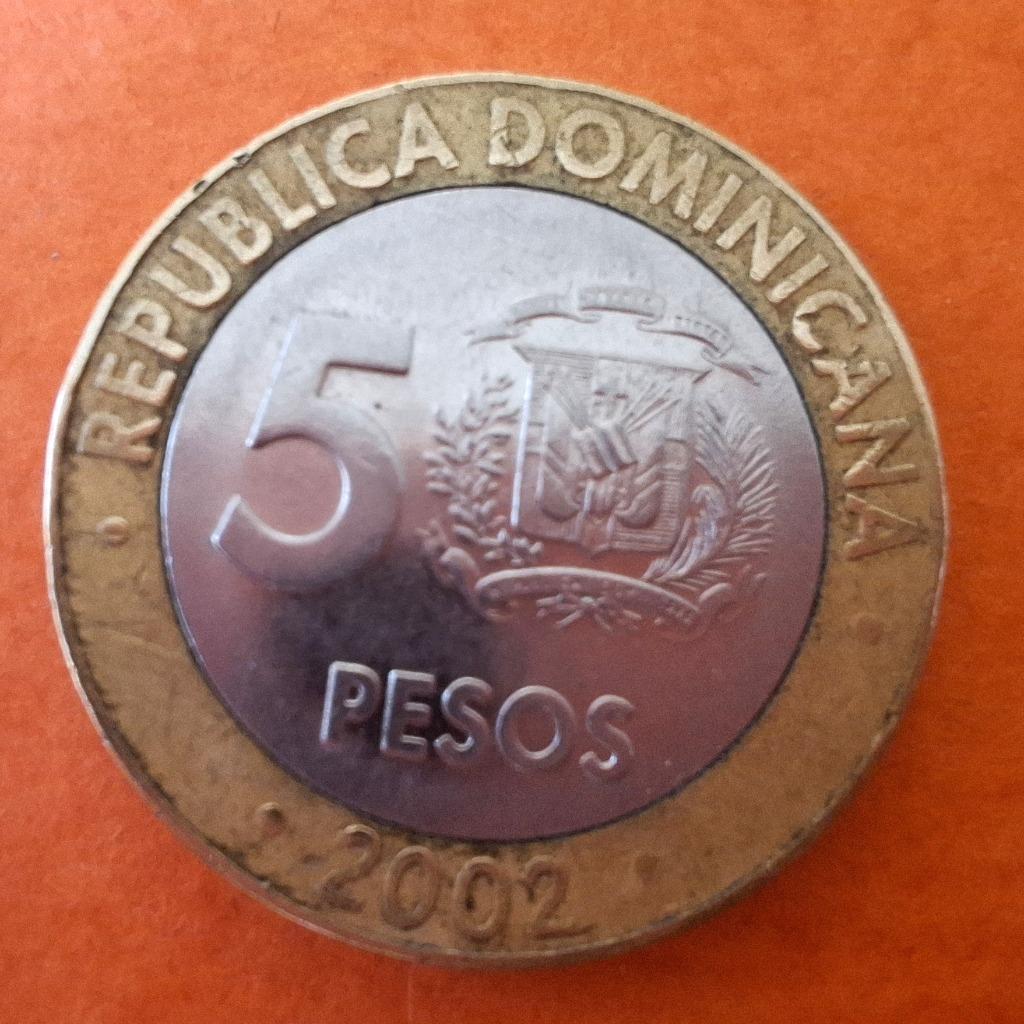 REPUBLICA DOMINICANA
5
PESOS
2002